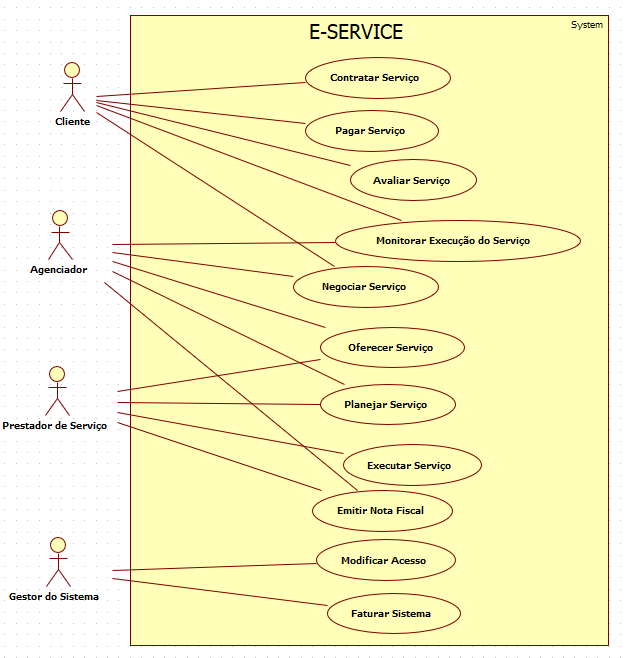 System
E-SERVICE
Contratar Serviço
Cliente
Pagar Serviço
Avaliar Serviço
Monitorar Execução do Serviço
Agenciador
Negociar Serviço
Oferecer Serviço
Planejar Serviço
Prestador de Serviço
Executar Serviço
Emitir Nota Fiscal
Modificar Acesso
Gestor do Sistema
Faturar Sistema